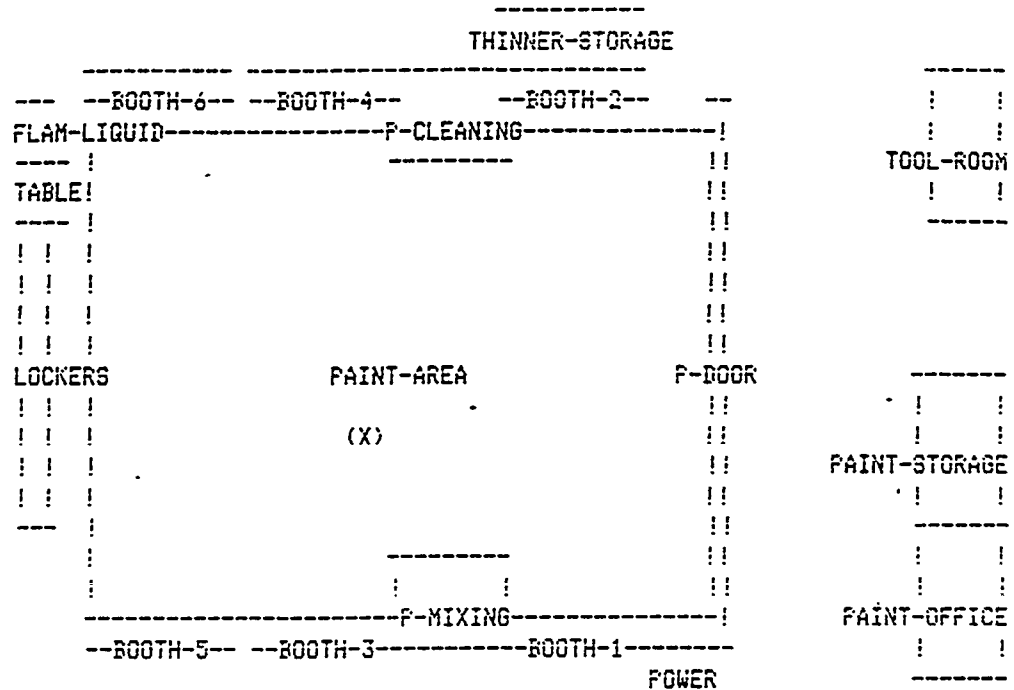 THINNER-STORAGE
--BOOTH-6-- --BOOTH-4-- --BOOTH-2--
FLAM-LIQUID----------------P-CLEANING--------------!
TOOL-ROOM
TABLE!
LOCKERS PAINT-AREA P-DOOR
(X)
PAINT-STORAGE
-----------------------P-MIXING---------------! PAINT-OFFICE
--BOOTH-5-- --BOOTH-3-----------BOOTH-1--------
POWER